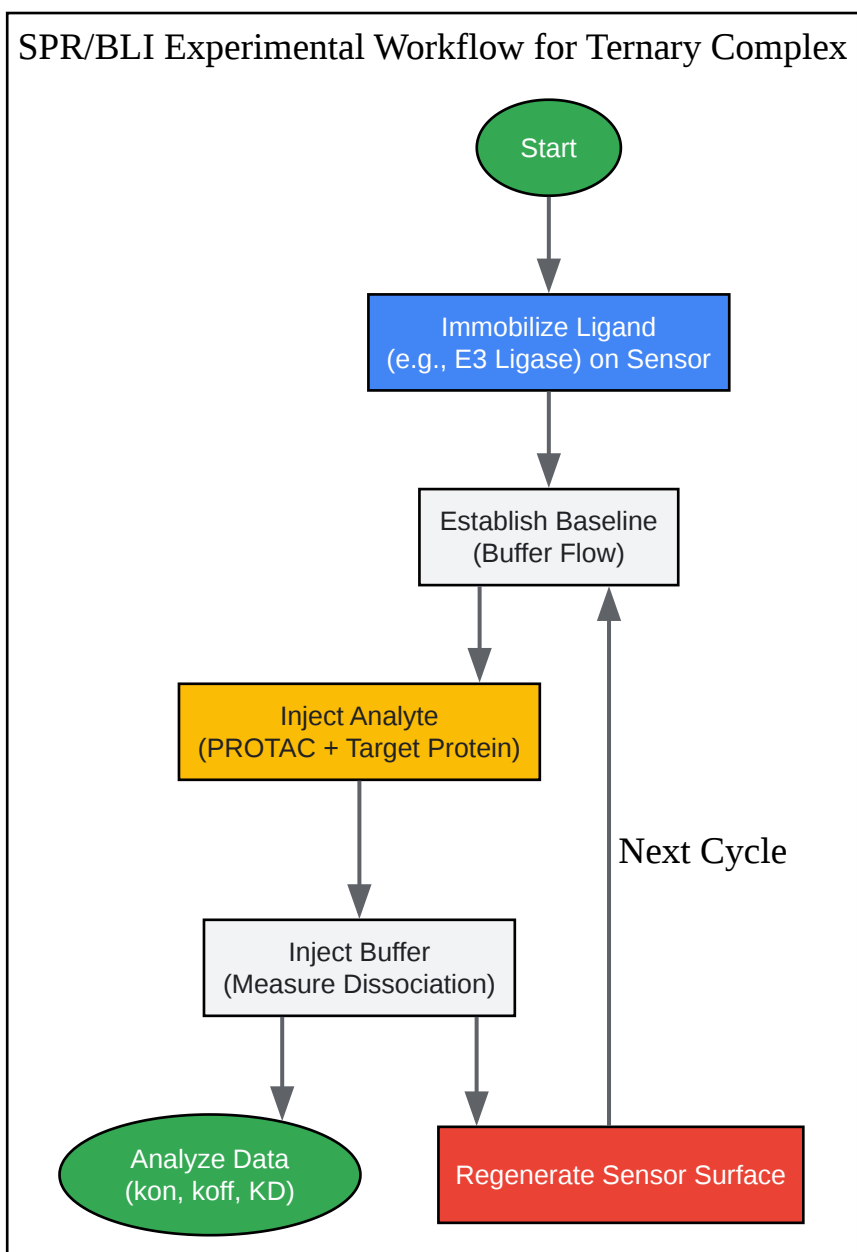 SPR/BLI Experimental Workflow for Ternary Complex
Start
Immobilize Ligand
(e.g., E3 Ligase) on Sensor
Establish Baseline
(Buffer Flow)
Inject Analyte
(PROTAC + Target Protein)
Next Cycle
Inject Buffer
(Measure Dissociation)
Analyze Data
(kon, koff, KD)
Regenerate Sensor Surface